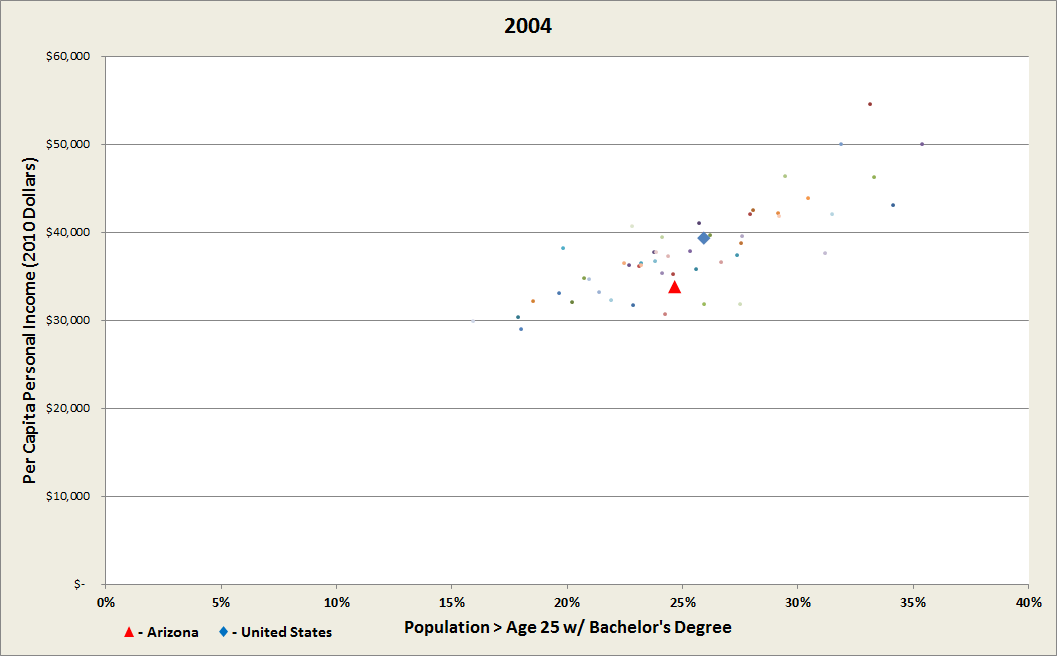 2004
$60,000
$50,000
$40,000
$30,000
$20,000
$10,000
$-
Per Capita Personal Income (2010 Dollars)
0% 5% 10% 15% 20% 25% 30% 35% 40%
Population > Age 25 w/ Bachelor's Degree
- Arizona - United States